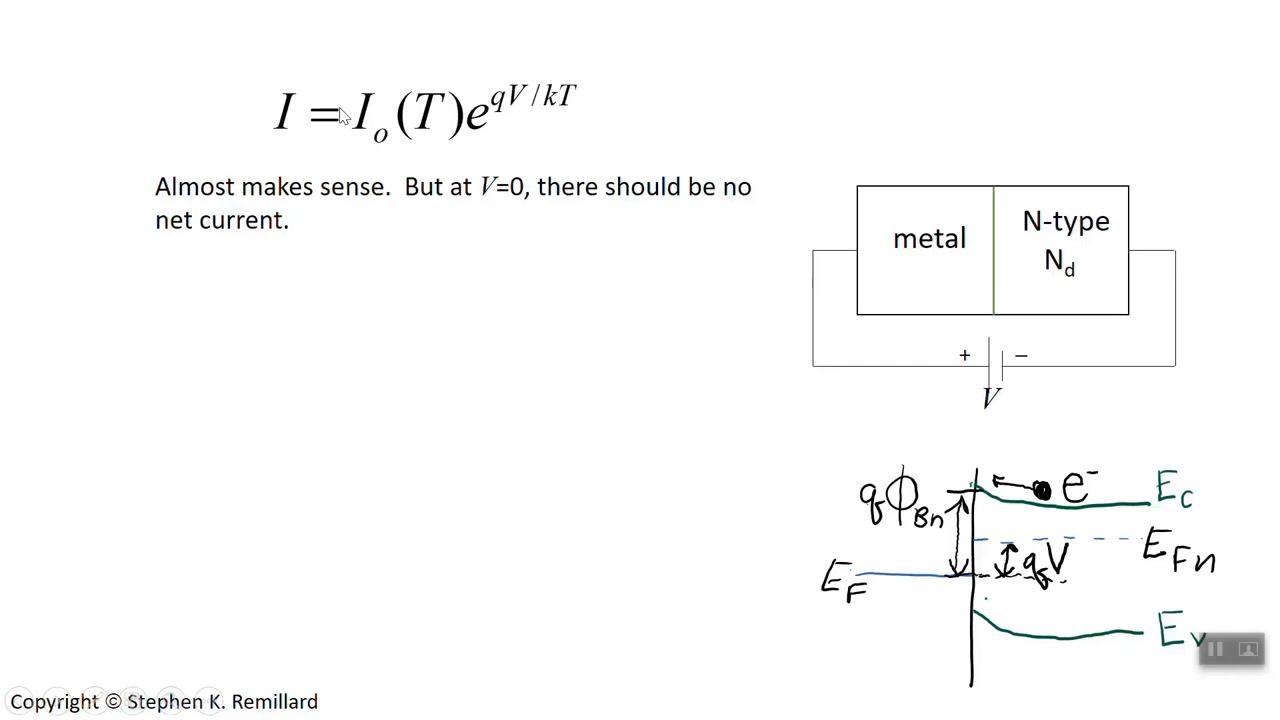 I = I_o(T)e^{qV/kT}
Almost makes sense. But at V=0, there should be no
net current.
metal
N-type
N_d
+ −
V
qϕ_Bn
e⁻
E_C
E_Fn
qV
E_F
E_v
Copyright © Stephen K. Remillard